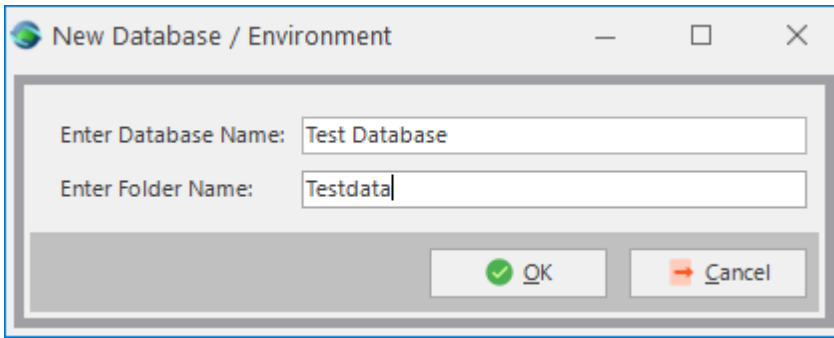 New Database / Environment
Enter Database Name: Test Database
Enter Folder Name: Testdata
OK Cancel